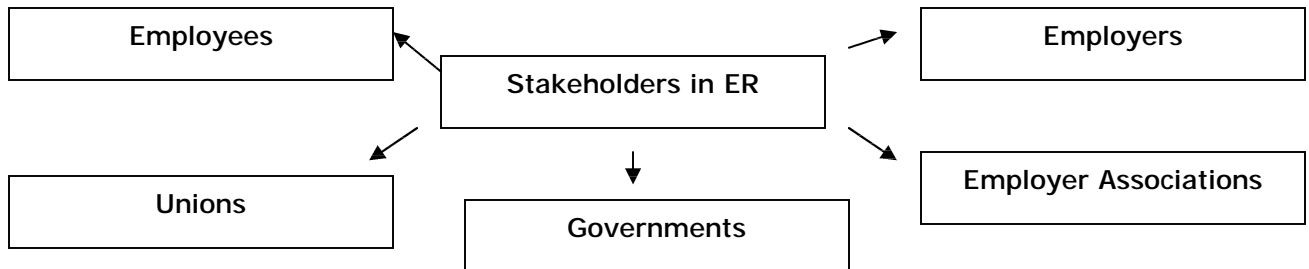 Employees
Employers
Stakeholders in ER
Unions
Employer Associations
Governments